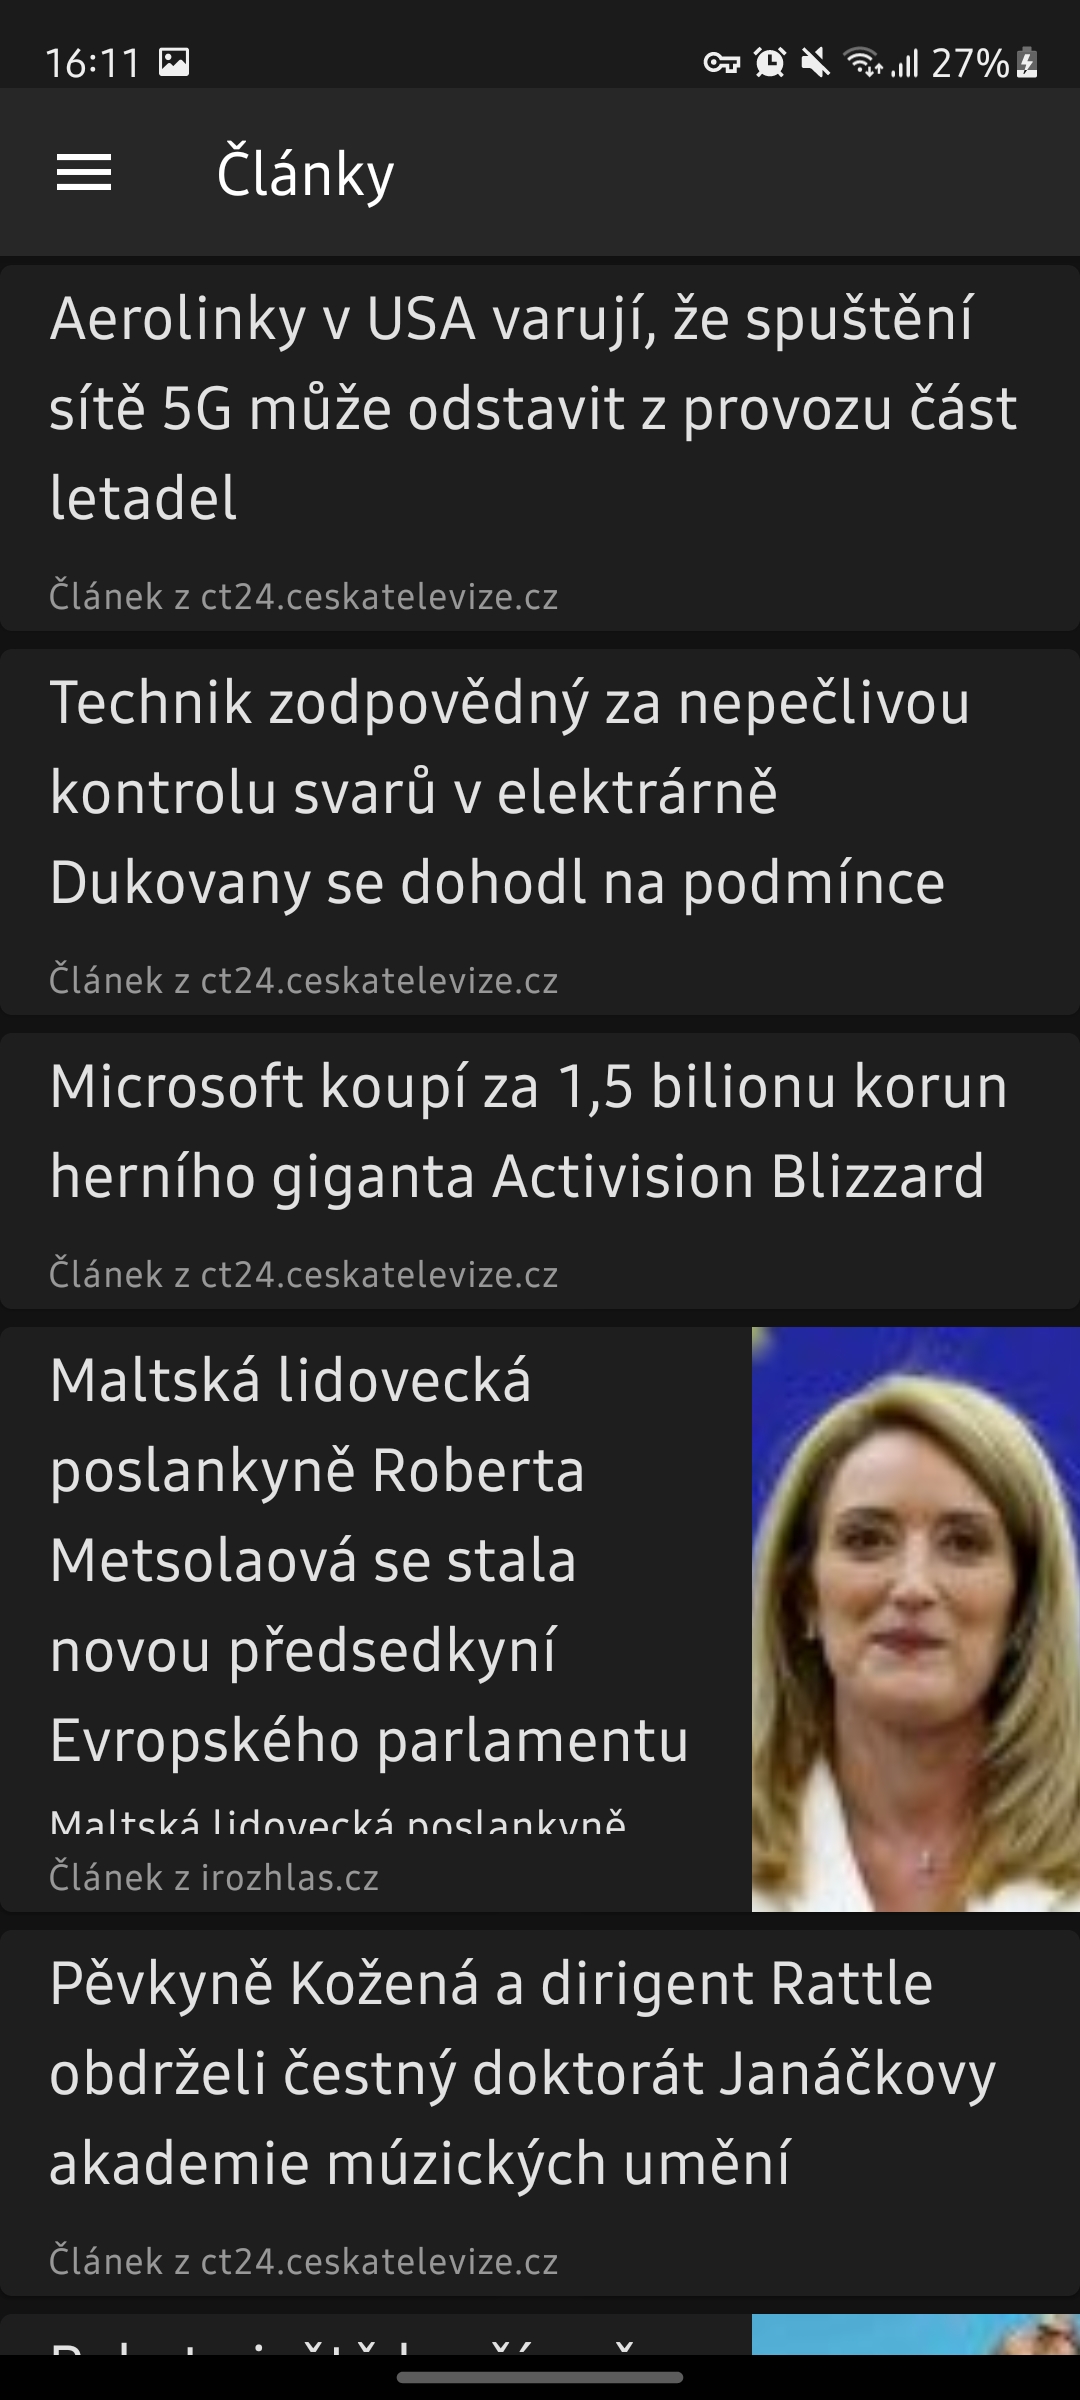 16:11 27%
Články
Aerolinky v USA varují, že spuštění
sítě 5G může odstavit z provozu část
letadel
Článek z ct24.ceskatelevize.cz
Technik zodpovědný za nepečlivou
kontrolu svarů v elektrárně
Dukovany se dohodl na podmínce
Článek z ct24.ceskatelevize.cz
Microsoft koupí za 1,5 bilionu korun
herního giganta Activision Blizzard
Článek z ct24.ceskatelevize.cz
Maltská lidovecká
poslankyně Roberta
Metsolaová se stala
novou předsedkyní
Evropského parlamentu
Maltská lidovecká poslankyně
Článek z irozhlas.cz
Pěvkyně Kožená a dirigent Rattle
obdrželi čestný doktorát Janáčkovy
akademie múzických umění
Článek z ct24.ceskatelevize.cz